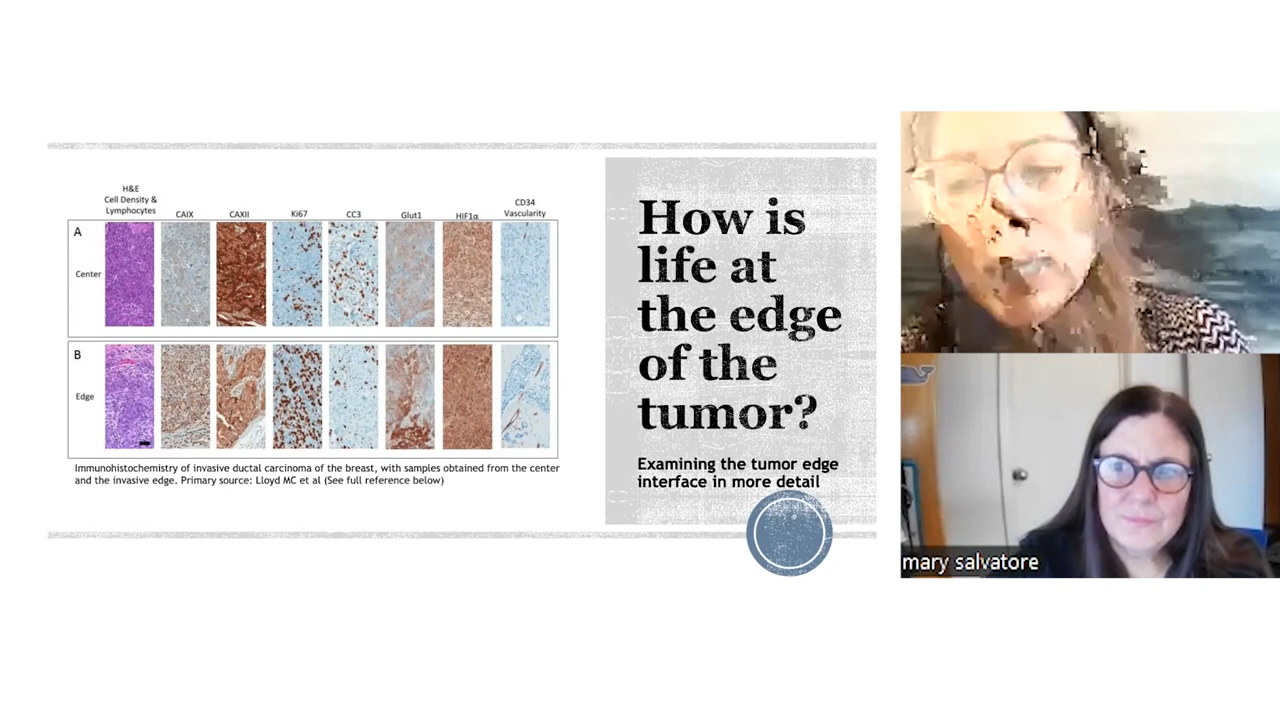 H&E
Cell Density &
Lymphocytes
CAIX
CAXII
Ki67
CC3
Glut1
HIF1α
CD34
Vascularity
A
Center
B
Edge
Immunohistochemistry of invasive ductal carcinoma of the breast, with samples obtained from the center
and the invasive edge. Primary source: Lloyd MC et al (See full reference below)
How is
life at
the edge
of the
tumor?
Examining the tumor edge
interface in more detail
mary salvatore